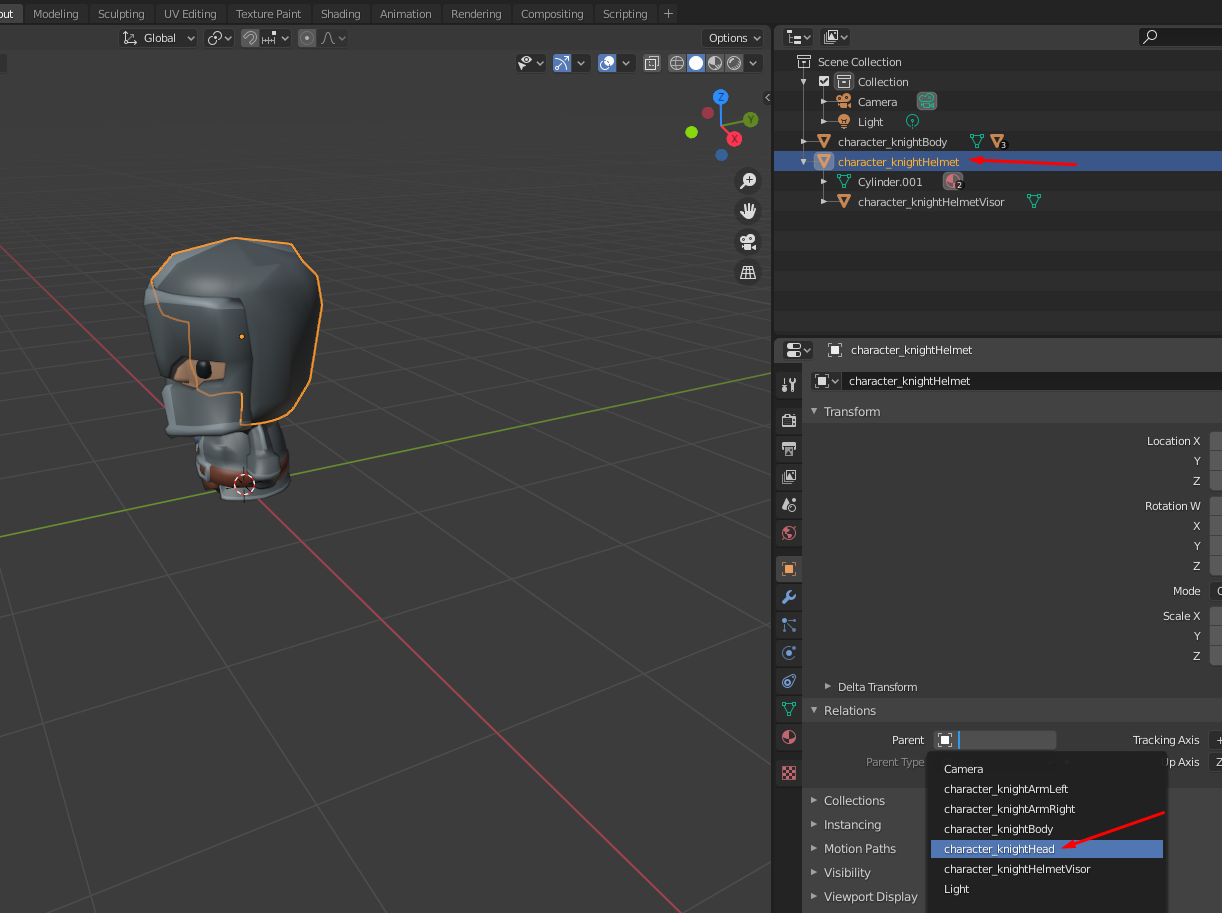 out Modeling Sculpting UV Editing Texture Paint Shading Animation Rendering Compositing Scripting +
Global
Options
Scene Collection
Collection
Camera
Light
character_knightBody 3
character_knightHelmet
Cylinder.001 2
character_knightHelmetVisor
Z
Y
X
character_knightHelmet
character_knightHelmet
Transform
Location X
Y
Z
Rotation W
X
Y
Z
Mode
Scale X
Y
Z
Delta Transform
Relations
Parent Tracking Axis +
Parent Type Up Axis Z
Camera
character_knightArmLeft
character_knightArmRight
character_knightBody
character_knightHead
character_knightHelmetVisor
Light
Collections
Instancing
Motion Paths
Visibility
Viewport Display